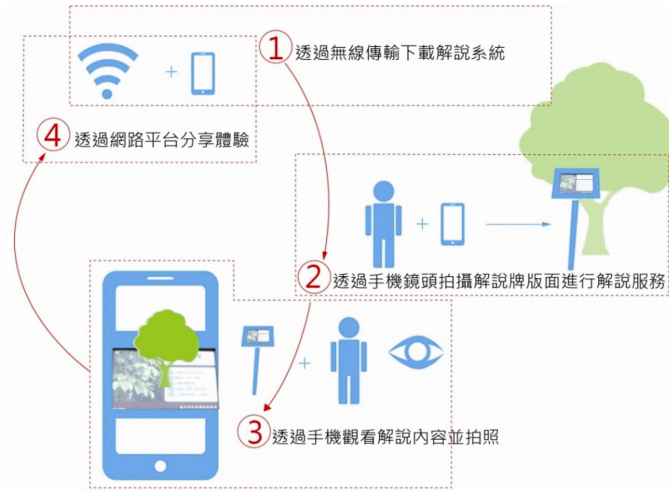 1 透過無線傳輸下載解說系統
2 透過手機鏡頭拍攝解說牌版面進行解說服務
3 透過手機觀看解說內容並拍照
4 透過網路平台分享體驗